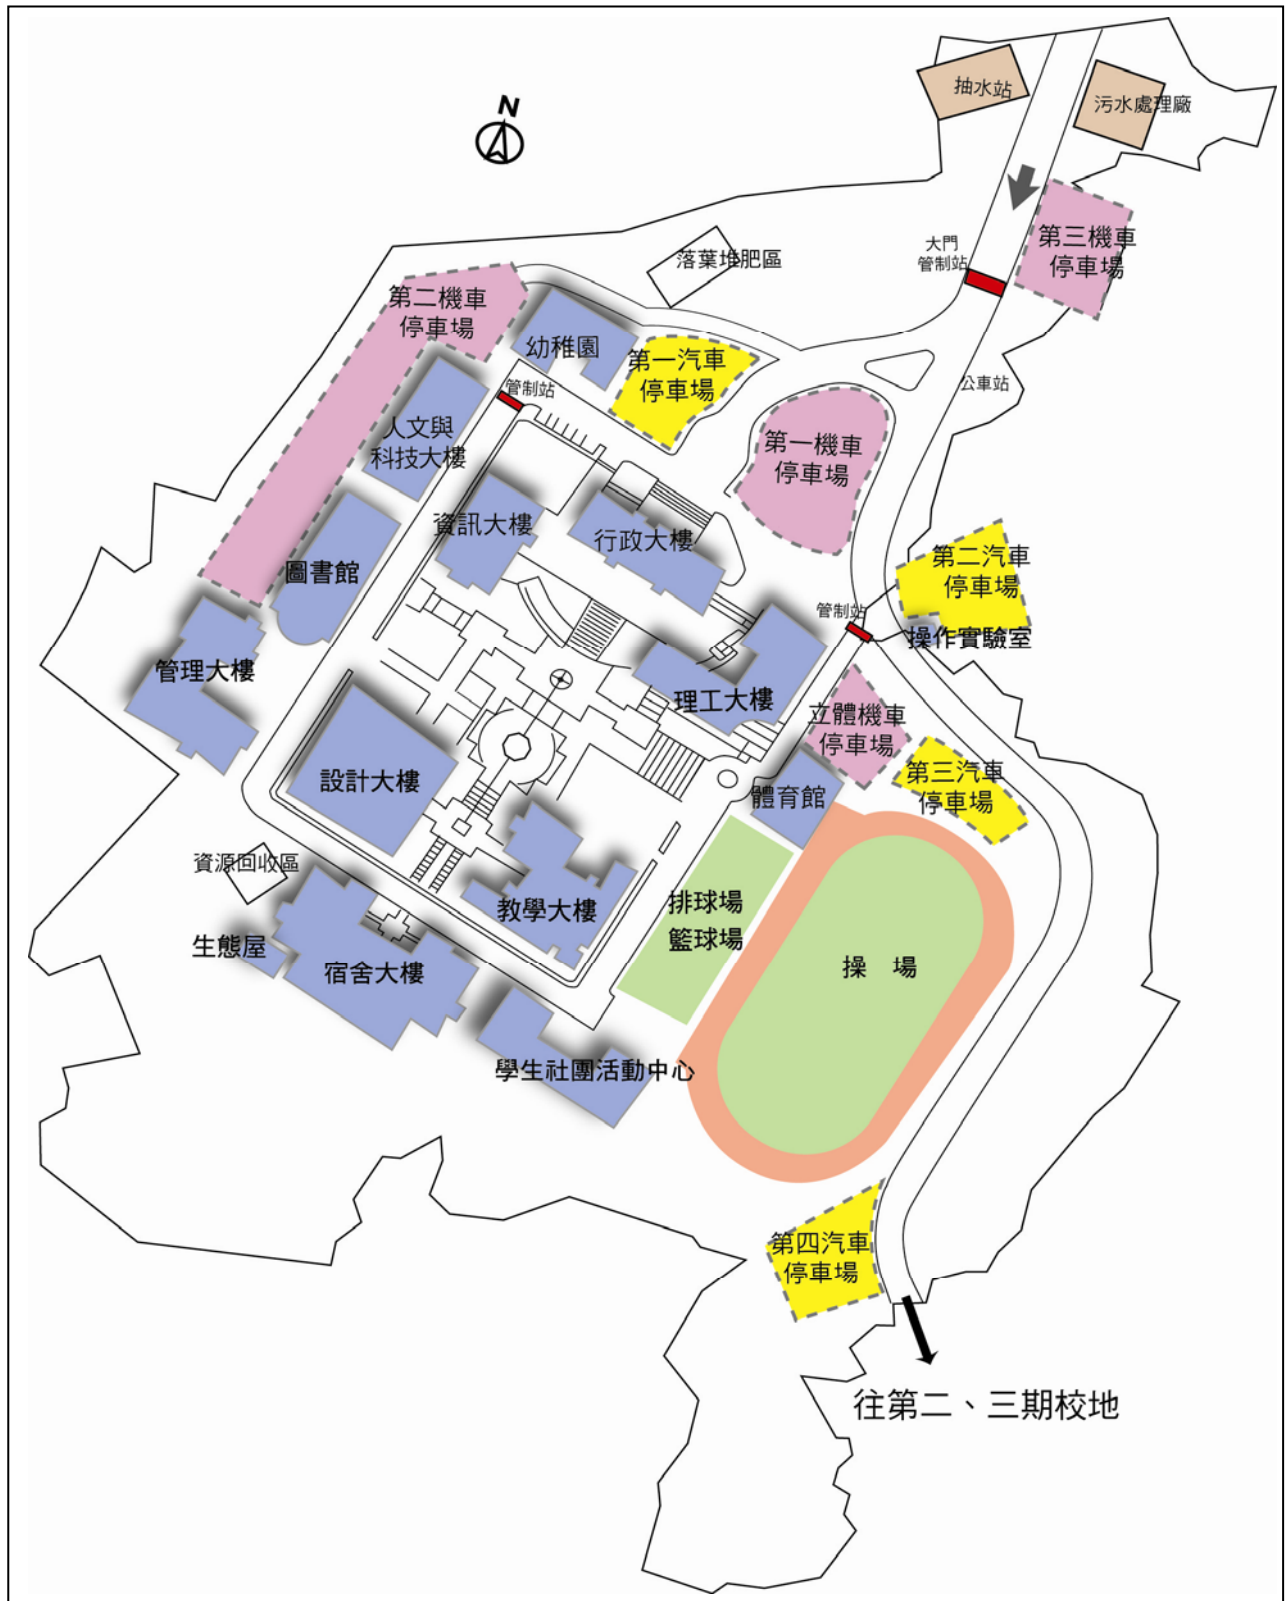 抽水站
污水處理廠
N
大門
管制站
第三機車
停車場
落葉堆肥區
第二機車
停車場
幼稚園
第一汽車
停車場
公車站
管制站
人文與
科技大樓
第一機車
停車場
資訊大樓
行政大樓
圖書館
第二汽車
停車場
管制站
操作實驗室
管理大樓
理工大樓
立體機車
停車場
設計大樓
體育館
第三汽車
停車場
資源回收區
教學大樓
排球場
籃球場
生態屋
宿舍大樓
操 場
學生社團活動中心
第四汽車
停車場
往第二、三期校地